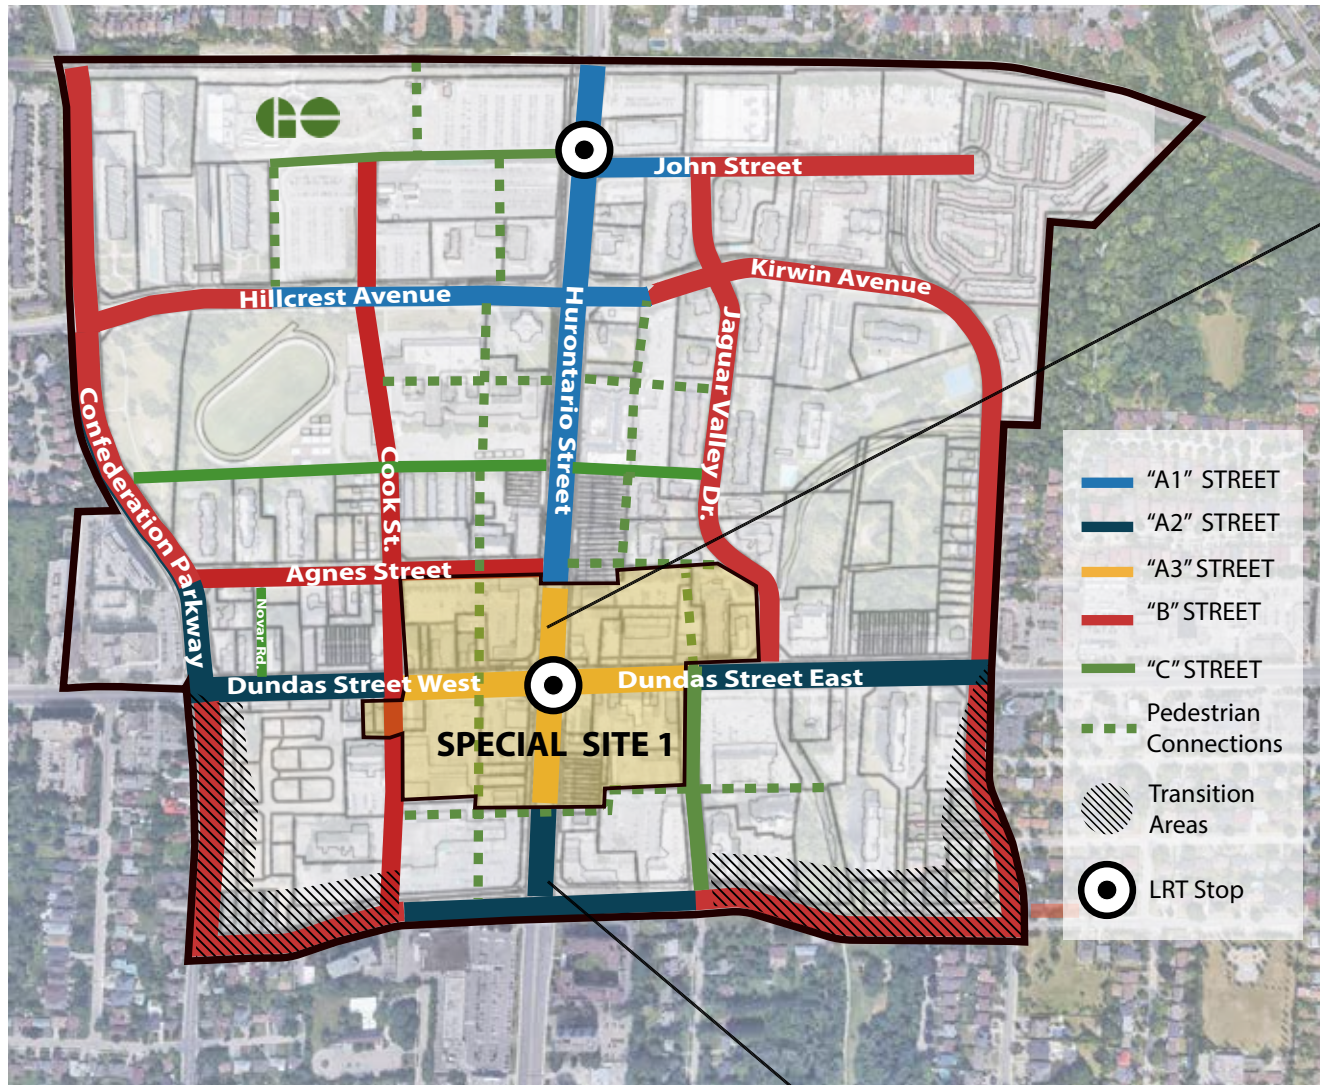 GO
John Street
Kirwin Avenue
Hillcrest Avenue
Hurontario Street
Jaguar Valley Dr.
Confederation Parkway
Cook St.
Agnes Street
Novar Rd.
Dundas Street West
Dundas Street East
SPECIAL SITE 1
“A1” STREET
“A2” STREET
“A3” STREET
“B” STREET
“C” STREET
Pedestrian
Connections
Transition
Areas
LRT Stop